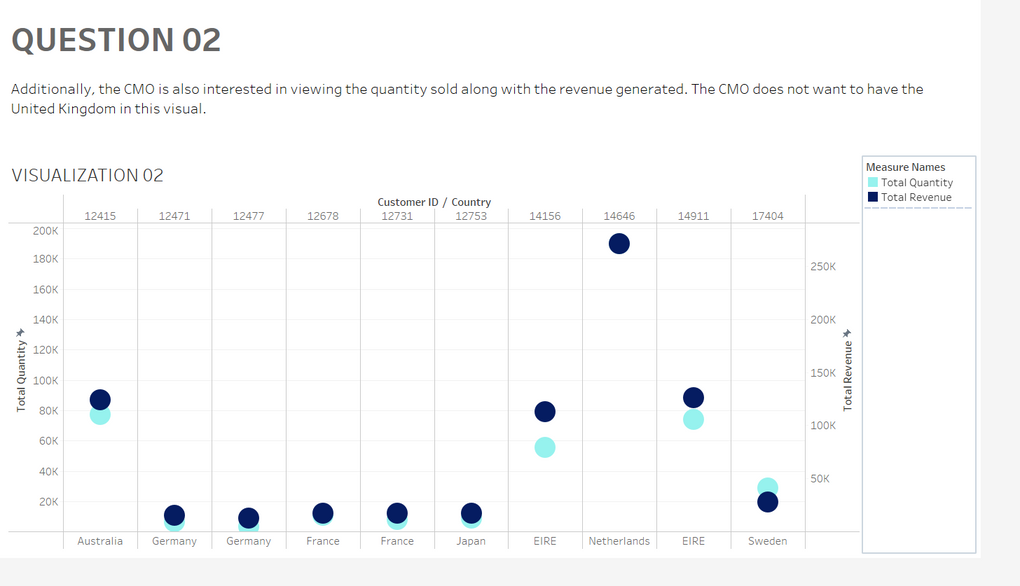 QUESTION 02
Additionally, the CMO is also interested in viewing the quantity sold along with the revenue generated. The CMO does not want to have the
United Kingdom in this visual.
VISUALIZATION 02
Measure Names
Total Quantity
Total Revenue
Customer ID / Country
12415 12471 12477 12678 12731 12753 14156 14646 14911 17404
200K
180K
160K
140K
120K
100K
80K
60K
40K
20K
Total Quantity
250K
200K
150K
100K
50K
Total Revenue
Australia Germany Germany France France Japan EIRE Netherlands EIRE Sweden